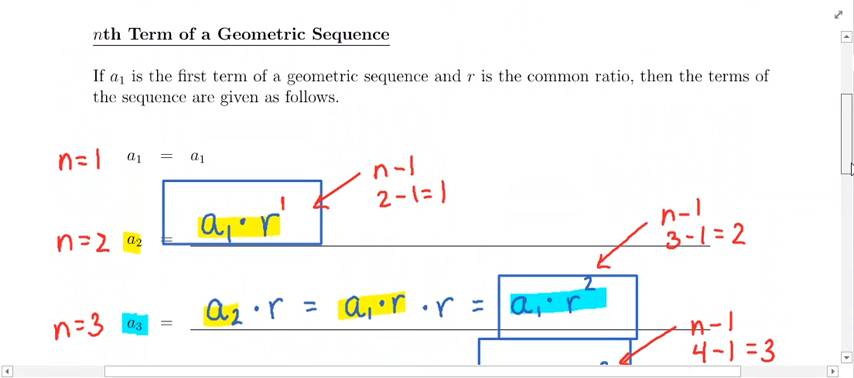 nth Term of a Geometric Sequence
If a₁ is the first term of a geometric sequence and r is the common ratio, then the terms of
the sequence are given as follows.
n=1 a₁ = a₁
n-1
2-1=1
n=2 a₂ = a₁·r¹
n-1
3-1=2
n=3 a₃ = a₂·r = a₁·r·r = a₁·r²
n-1
4-1=3